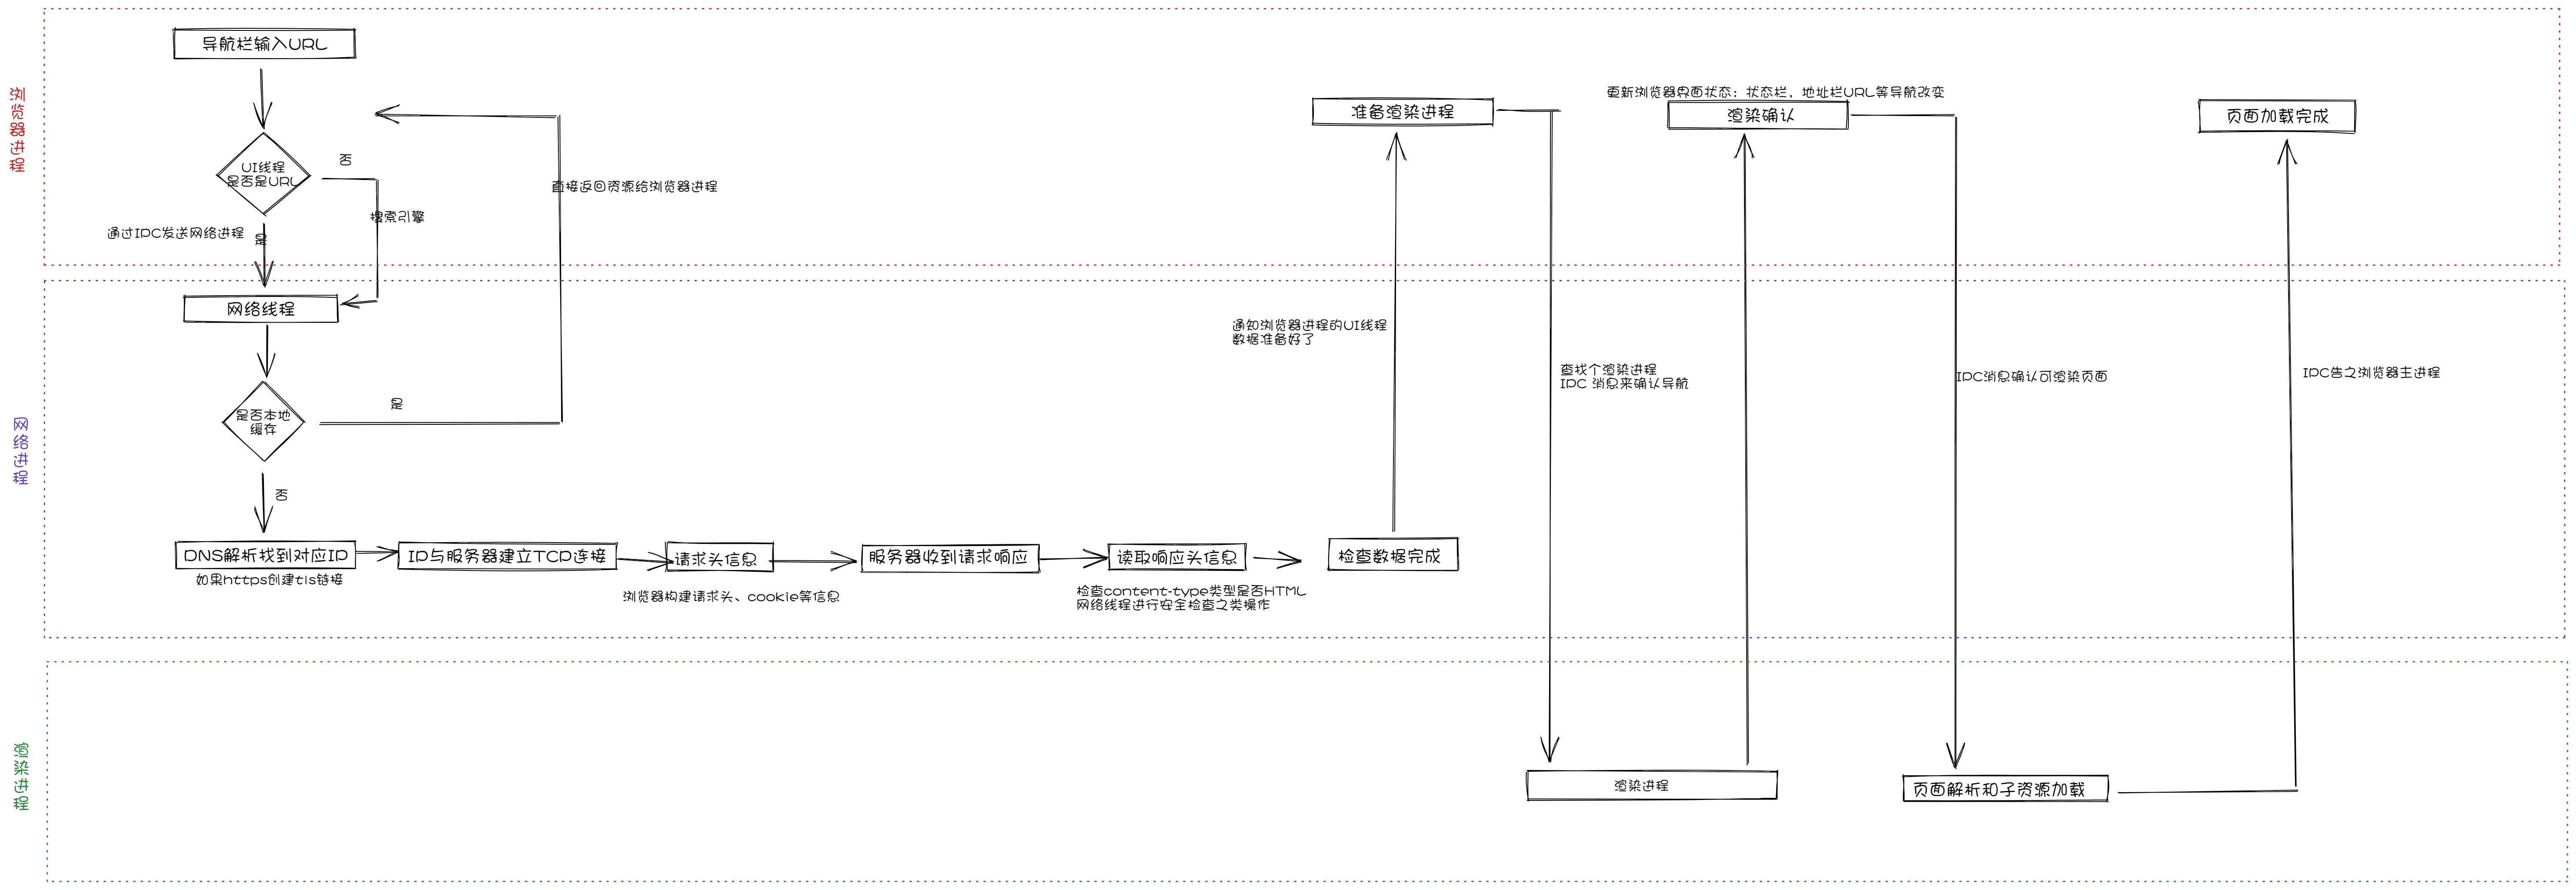 浏览器进程
导航栏输入URL
UI线程
是否是URL
否
搜索引擎
通过IPC发送网络进程
是
直接返回资源给浏览器进程
准备渲染进程
更新浏览器界面状态：状态栏，地址栏URL等导航改变
渲染确认
页面加载完成
网络进程
网络线程
是否本地
缓存
是
否
DNS解析找到对应IP
如果https创建tls链接
IP与服务器建立TCP连接
请求头信息
浏览器构建请求头、cookie等信息
服务器收到请求响应
读取响应头信息
检查content-type类型是否HTML
网络线程进行安全检查之类操作
检查数据完成
通知浏览器进程的UI线程
数据准备好了
查找个渲染进程
IPC 消息来确认导航
IPC消息确认可渲染页面
IPC告之浏览器主进程
渲染进程
渲染进程
页面解析和子资源加载